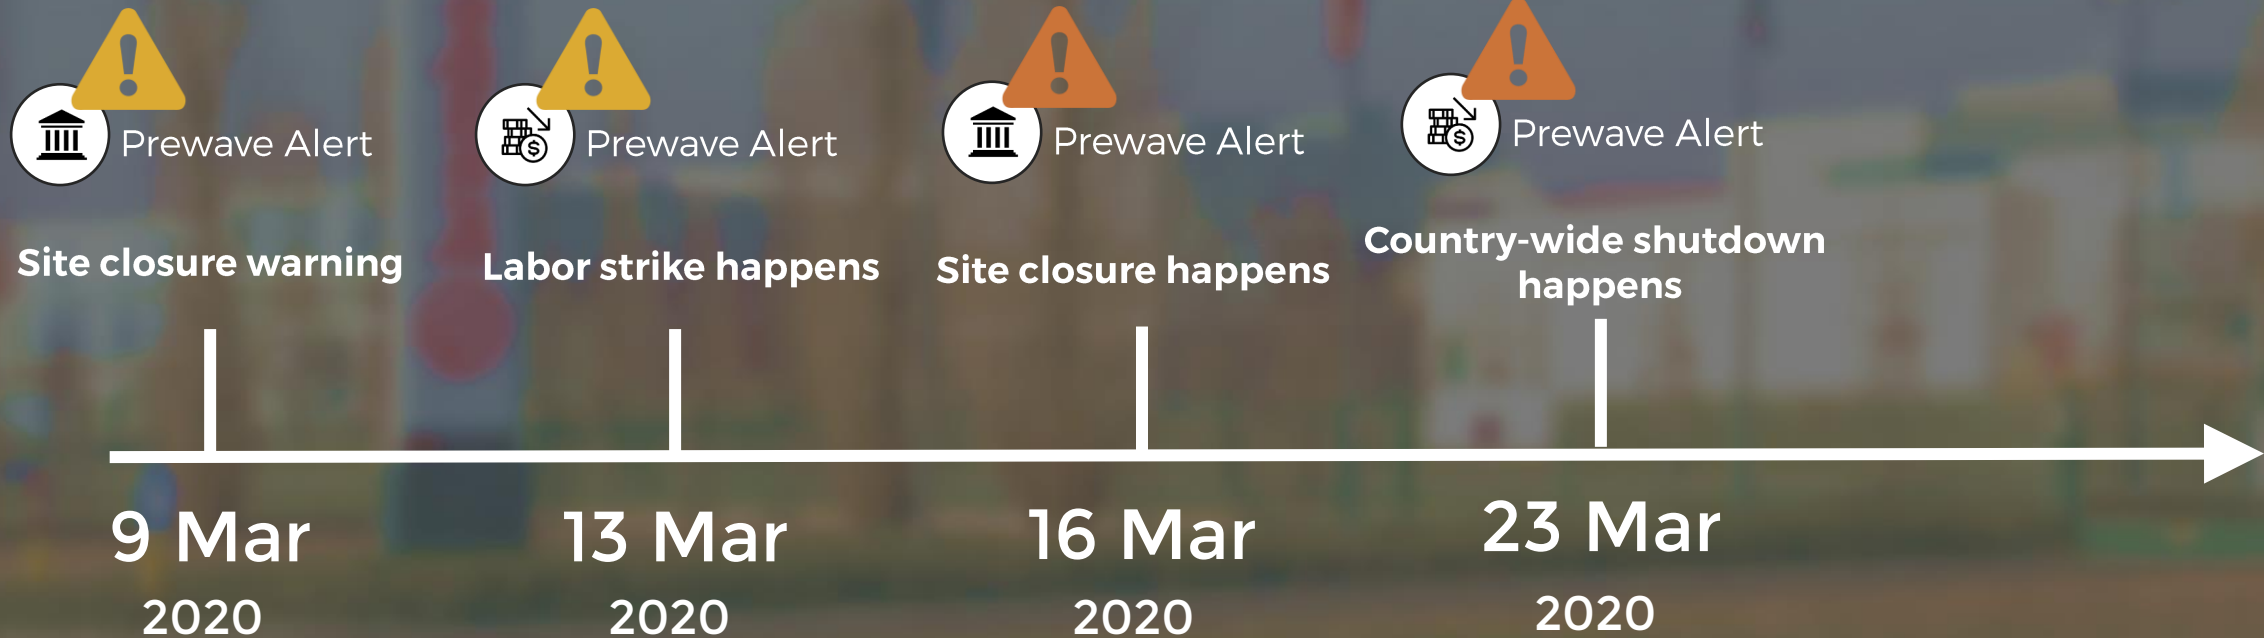 Prewave Alert
Site closure warning
9 Mar
2020
Prewave Alert
Labor strike happens
13 Mar
2020
Prewave Alert
Site closure happens
16 Mar
2020
Prewave Alert
Country-wide shutdown
happens
23 Mar
2020